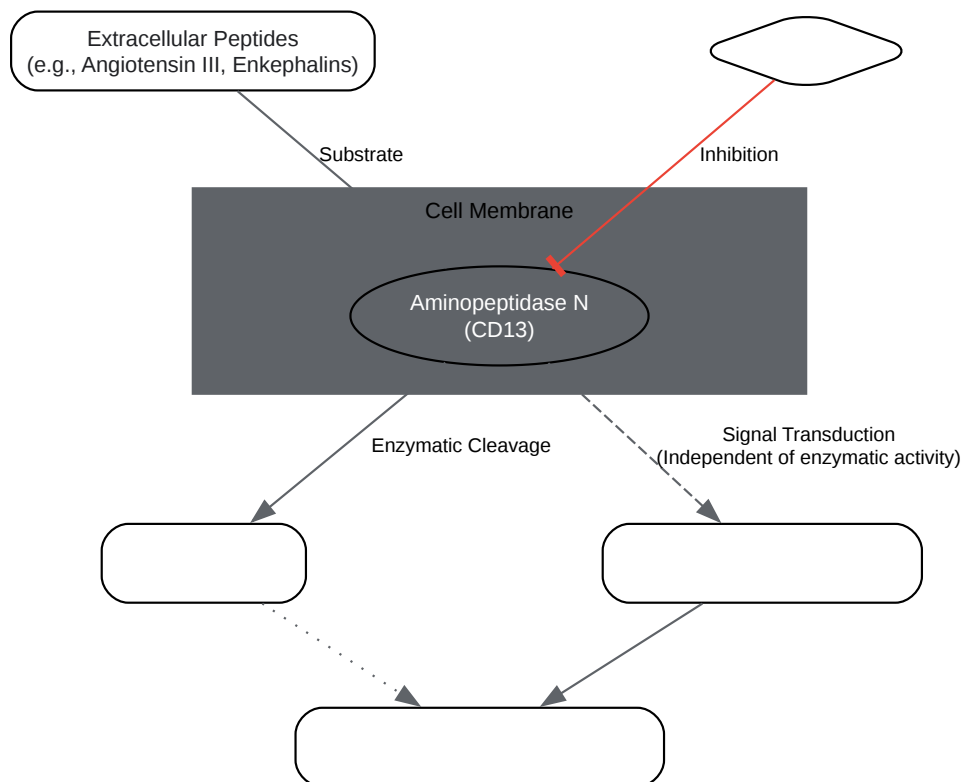 Extracellular Peptides
(e.g., Angiotensin III, Enkephalins)
Substrate
Inhibition
Cell Membrane
Aminopeptidase N
(CD13)
Enzymatic Cleavage
Signal Transduction
(Independent of enzymatic activity)